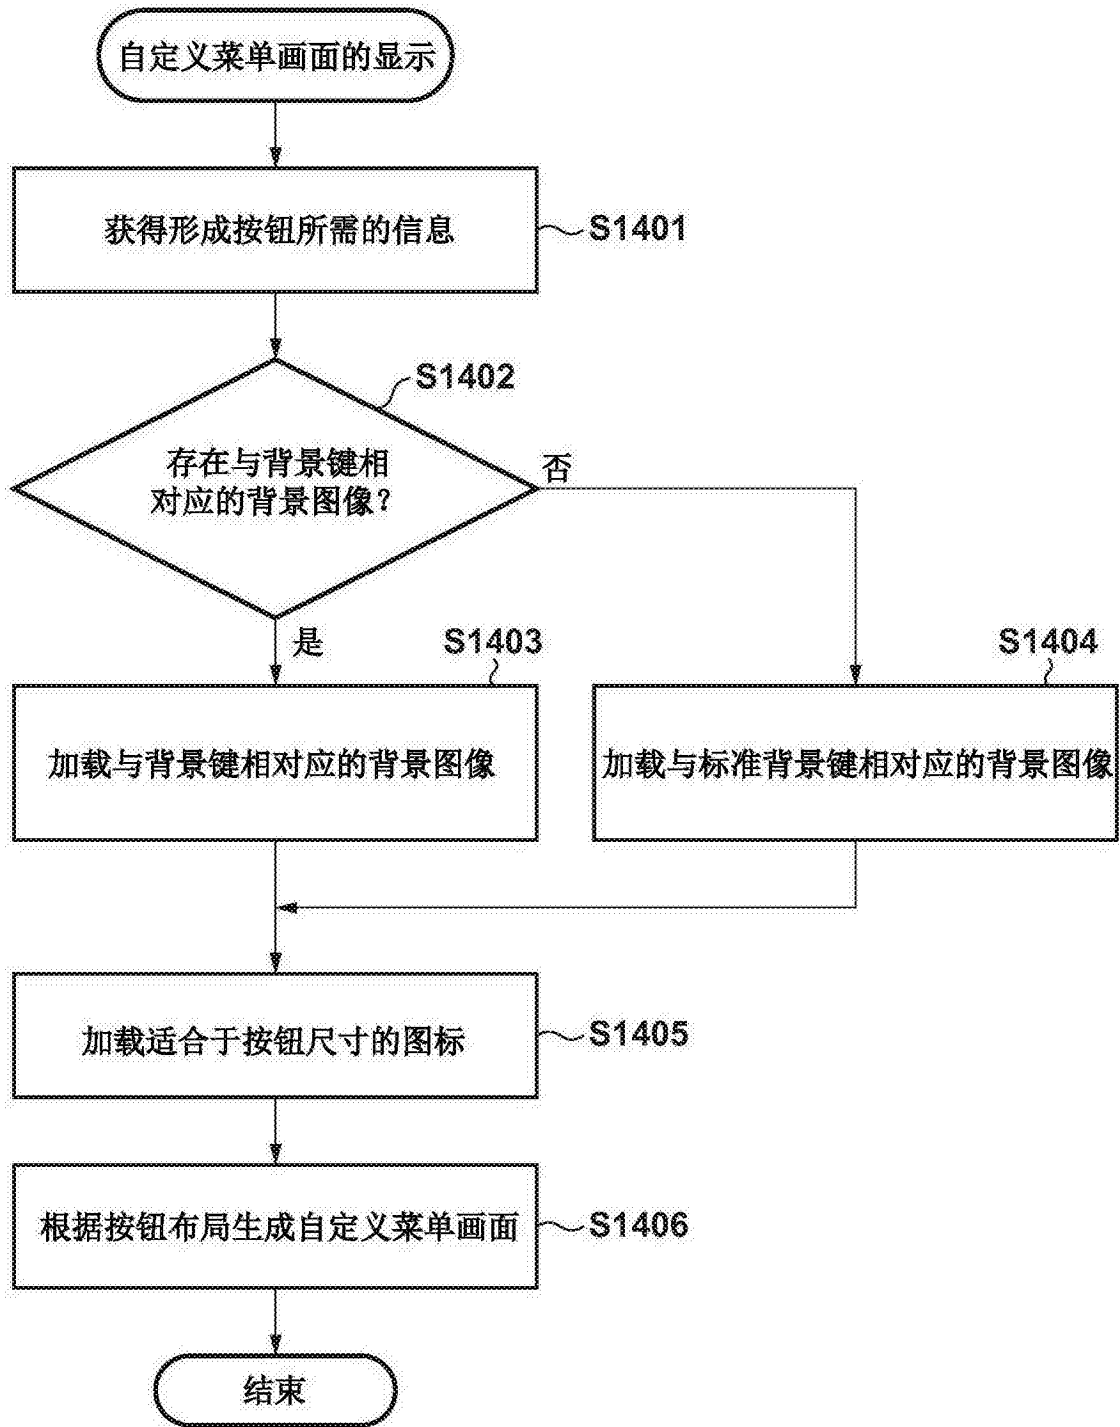 自定义菜单画面的显示
获得形成按钮所需的信息
S1401
S1402
存在与背景键相
对应的背景图像?
否
是
S1403
S1404
加载与背景键相对应的背景图像
加载与标准背景键相对应的背景图像
加载适合于按钮尺寸的图标
S1405
根据按钮布局生成自定义菜单画面
S1406
结束